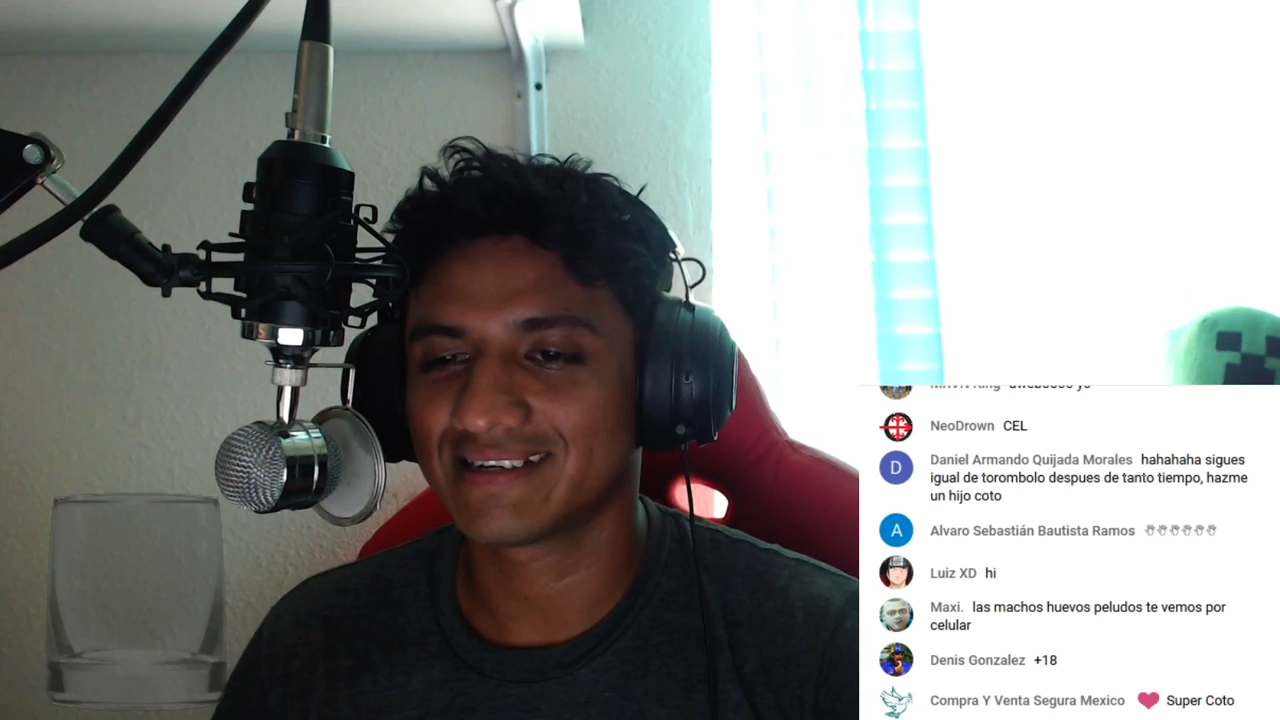 NeoDrown CEL
D Daniel Armando Quijada Morales hahahaha sigues
igual de torombolo despues de tanto tiempo, hazme
un hijo coto
A Alvaro Sebastián Bautista Ramos
Luiz XD hi
Maxi. las machos huevos peludos te vemos por
celular
Denis Gonzalez +18
Compra Y Venta Segura Mexico Super Coto